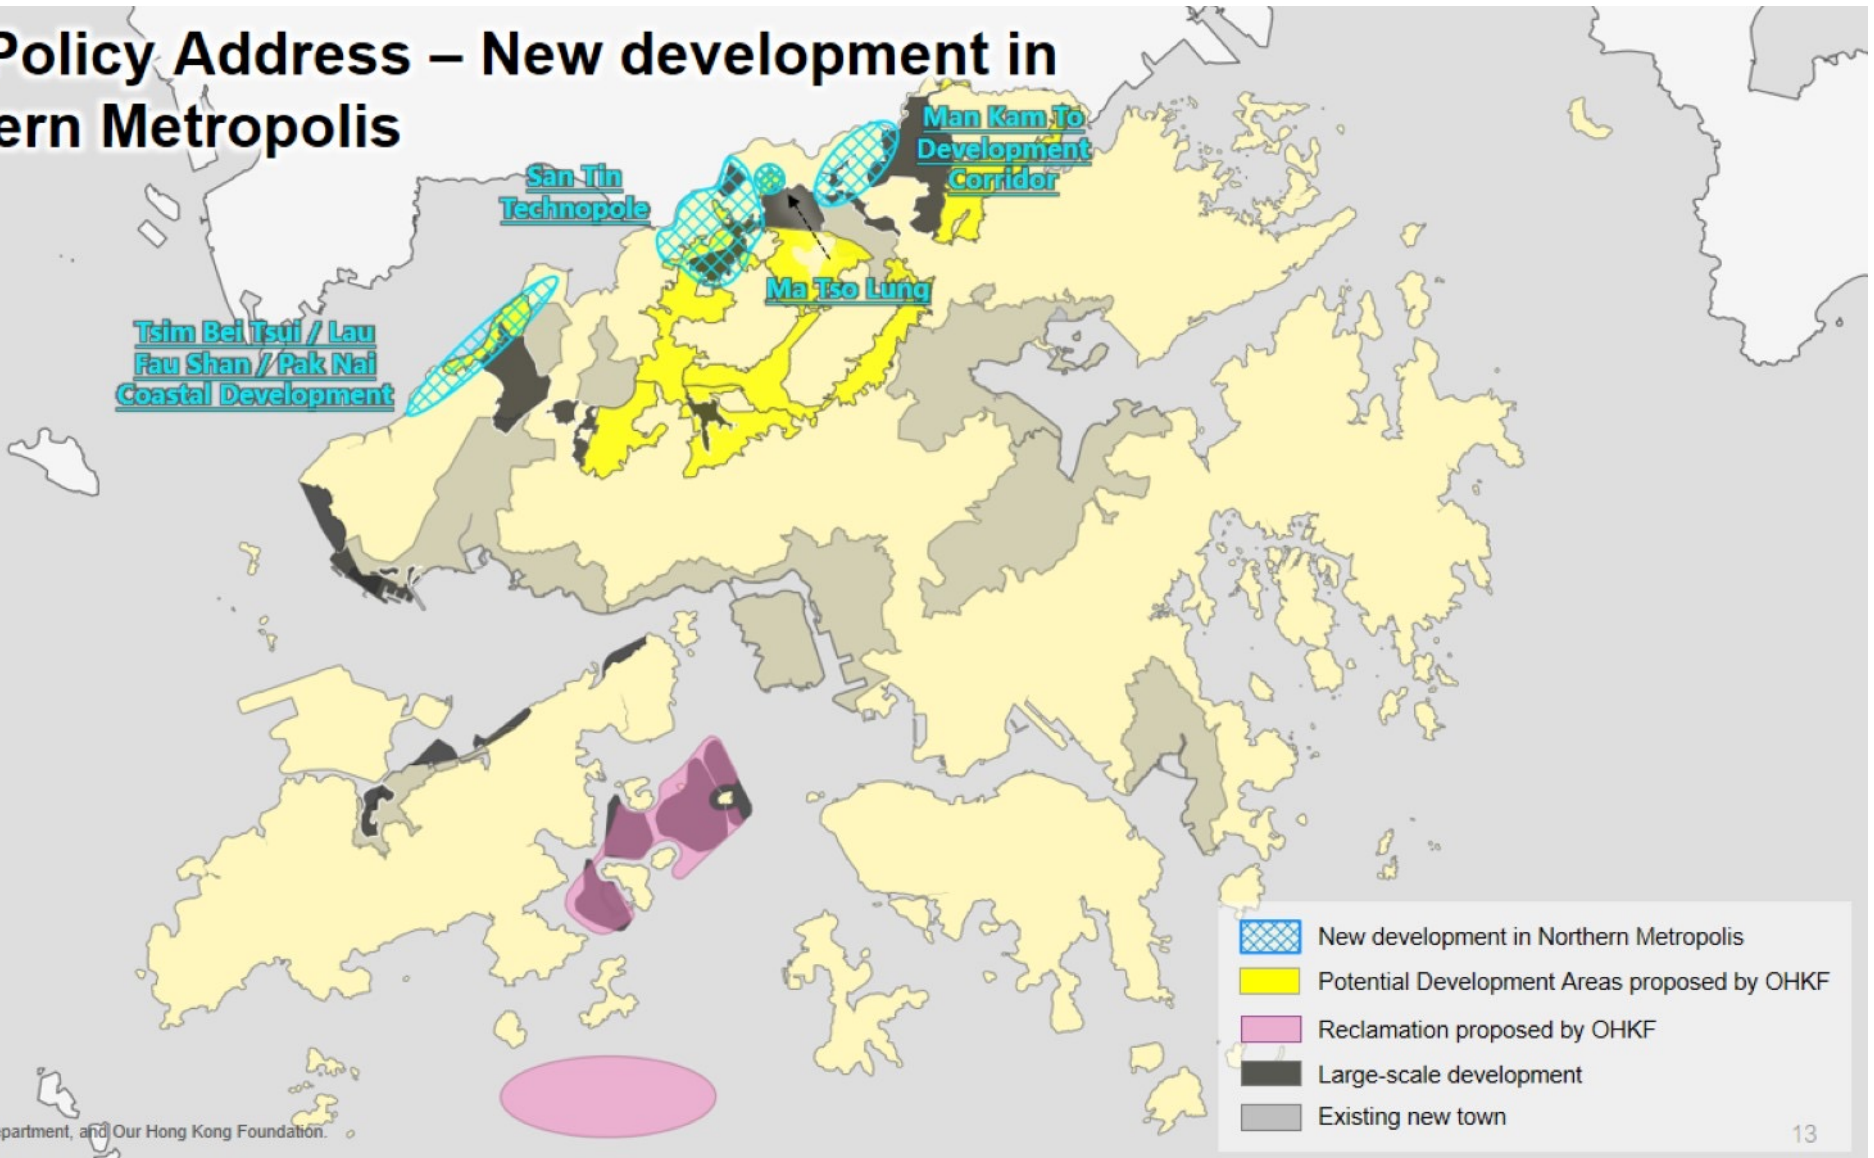 Policy Address – New development in
ern Metropolis
Man Kam To
Development
Corridor
San Tin
Technopole
Ma Tso Lung
Tsim Bei Tsui / Lau
Fau Shan / Pak Nai
Coastal Development
New development in Northern Metropolis
Potential Development Areas proposed by OHKF
Reclamation proposed by OHKF
Large-scale development
Existing new town
epartment, and Our Hong Kong Foundation.
13